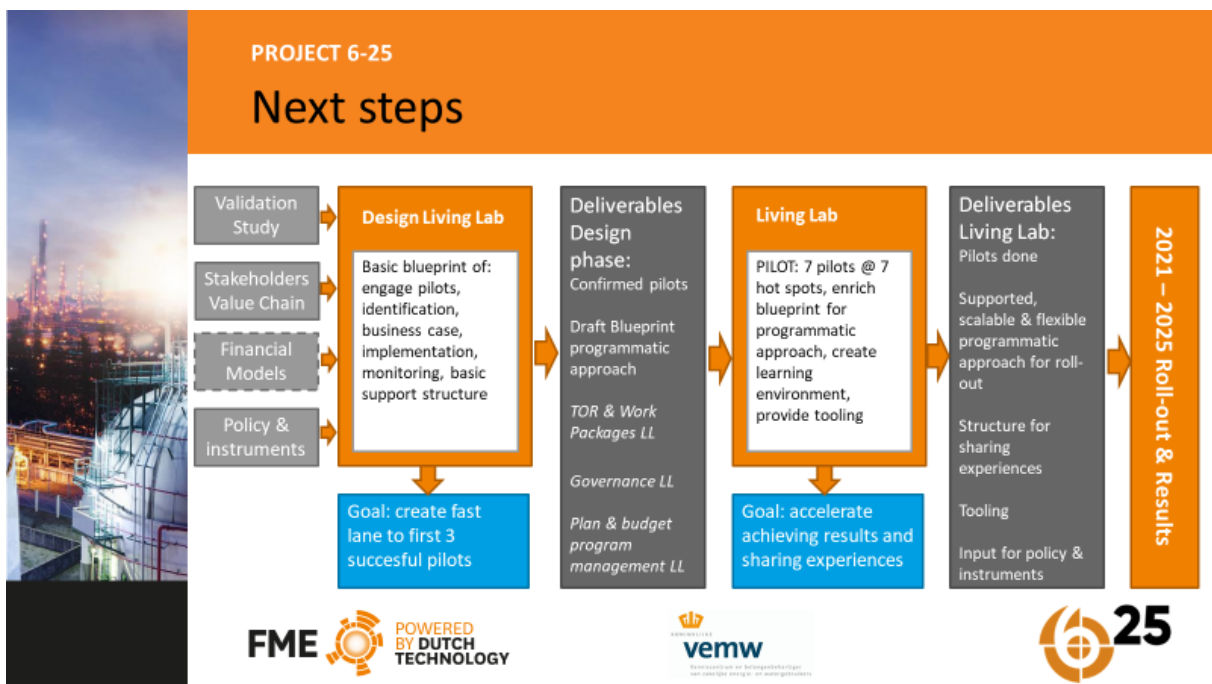 PROJECT 6-25
Next steps
Validation
Study
Stakeholders
Value Chain
Financial
Models
Policy &
instruments
Design Living Lab
Basic blueprint of:
engage pilots,
identification,
business case,
implementation,
monitoring, basic
support structure
Goal: create fast
lane to first 3
succesful pilots
Deliverables
Design
phase:
Confirmed pilots
Draft Blueprint
programmatic
approach
TOR & Work
Packages LL
Governance LL
Plan & budget
program
management LL
Living Lab
PILOT: 7 pilots @ 7
hot spots, enrich
blueprint for
programmatic
approach, create
learning
environment,
provide tooling
Goal: accelerate
achieving results and
sharing experiences
Deliverables
Living Lab:
Pilots done
Supported,
scalable & flexible
programmatic
approach for roll-
out
Structure for
sharing
experiences
Tooling
Input for policy &
instruments
2021 – 2025 Roll-out & Results
FME
POWERED
BY DUTCH
TECHNOLOGY
vemw
6 25